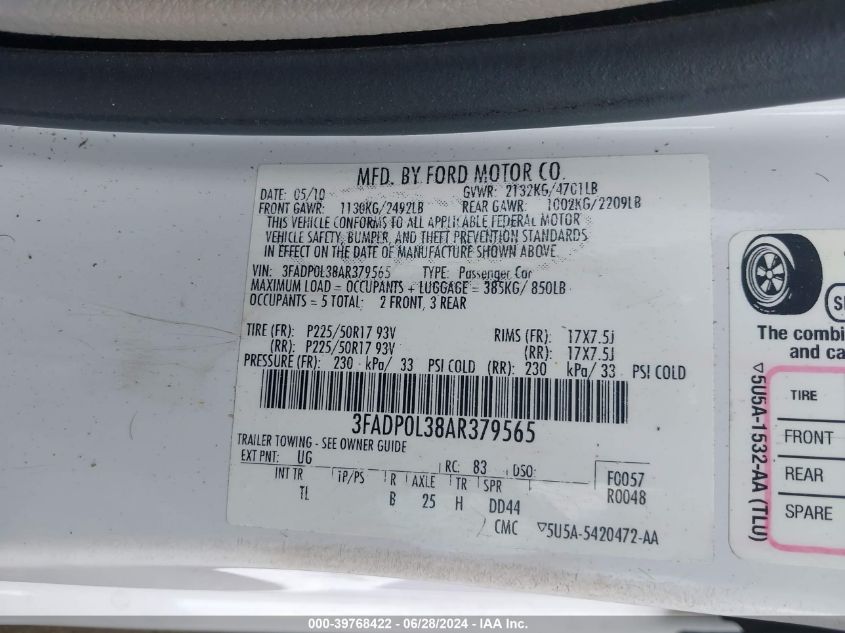 MFD. BY FORD MOTOR CO.
DATE: 05/10 GVWR: 2132KG/4701LB
FRONT GAWR: 1130KG/2492LB REAR GAWR: 1002KG/2209LB
THIS VEHICLE CONFORMS TO ALL APPLICABLE FEDERAL MOTOR
VEHICLE SAFETY, BUMPER, AND THEFT PREVENTION STANDARDS
IN EFFECT ON THE DATE OF MANUFACTURE SHOWN ABOVE.
VIN: 3FADP0L38AR379565 TYPE: Passenger Car
MAXIMUM LOAD = OCCUPANTS + LUGGAGE = 385KG/ 850LB
OCCUPANTS = 5 TOTAL: 2 FRONT, 3 REAR
TIRE (FR): P225/50R17 93V RIMS (FR): 17X7.5J
(RR): P225/50R17 93V (RR): 17X7.5J
PRESSURE (FR): 230 kPa/ 33 PSI COLD (RR): 230 kPa/ 33 PSI COLD
3FADP0L38AR379565
TRAILER TOWING - SEE OWNER GUIDE
EXT PNT: UG RC: 83 DSO:
INT TR TP/PS R AXLE TR SPR F0057
TL B 25 H DD44 R0048
CMC ▽5U5A-5420472-AA
The combi
and ca
TIRE
FRONT
REAR
SPARE
▽5U5A-1532-AA (TLU)
000-39768422 - 06/28/2024 - IAA Inc.